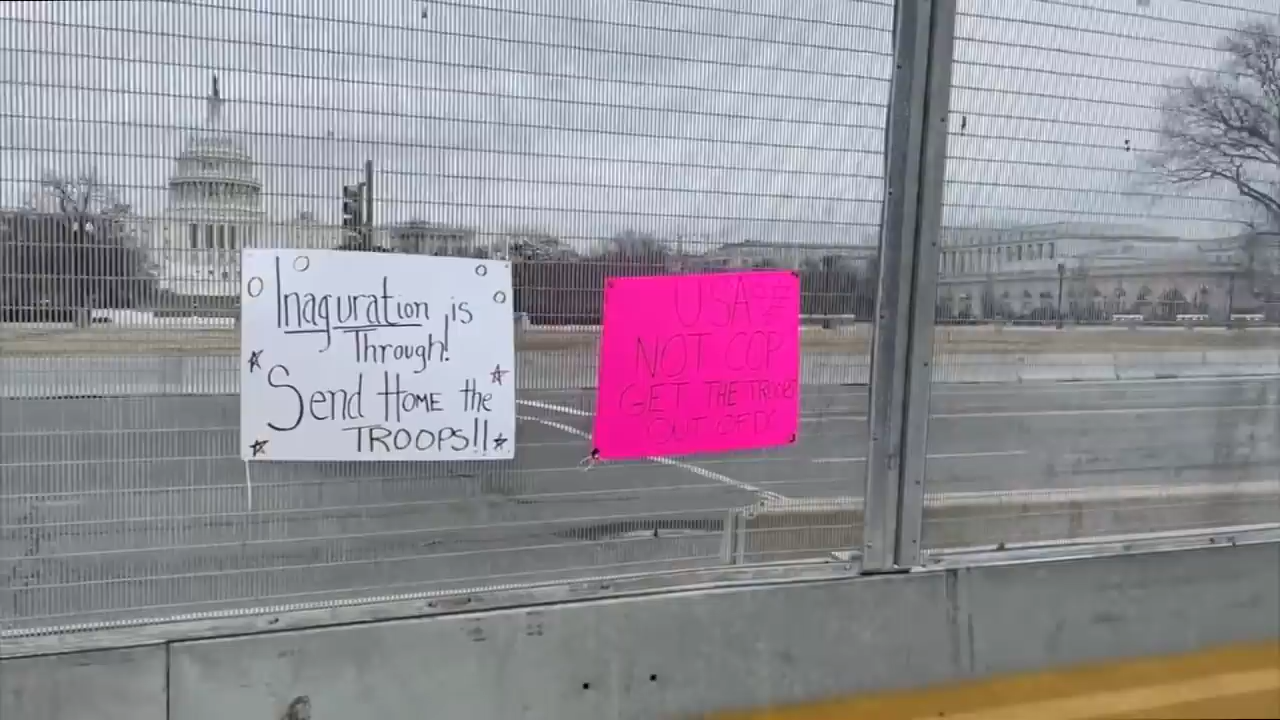 Inaguration is
Through!
Send Home the
TROOPS!!
USA
NOT COP
GET THE TROOPS
OUT OF DC